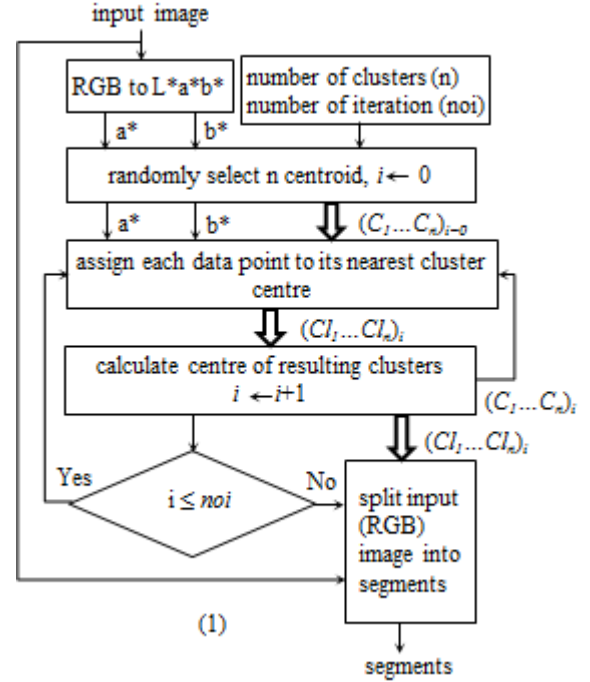 input image
RGB to L*a*b*
number of clusters (n)
number of iteration (noi)
a* b*
randomly select n centroid, i ← 0
a* b* (C₁…Cₙ)ᵢ₌₀
assign each data point to its nearest cluster
centre
(Cl₁…Clₙ)ᵢ
calculate centre of resulting clusters
i ←i+1
(C₁…Cₙ)ᵢ
(Cl₁…Clₙ)ᵢ
Yes
i ≤ noi
No
split input
(RGB)
image into
segments
(1)
segments